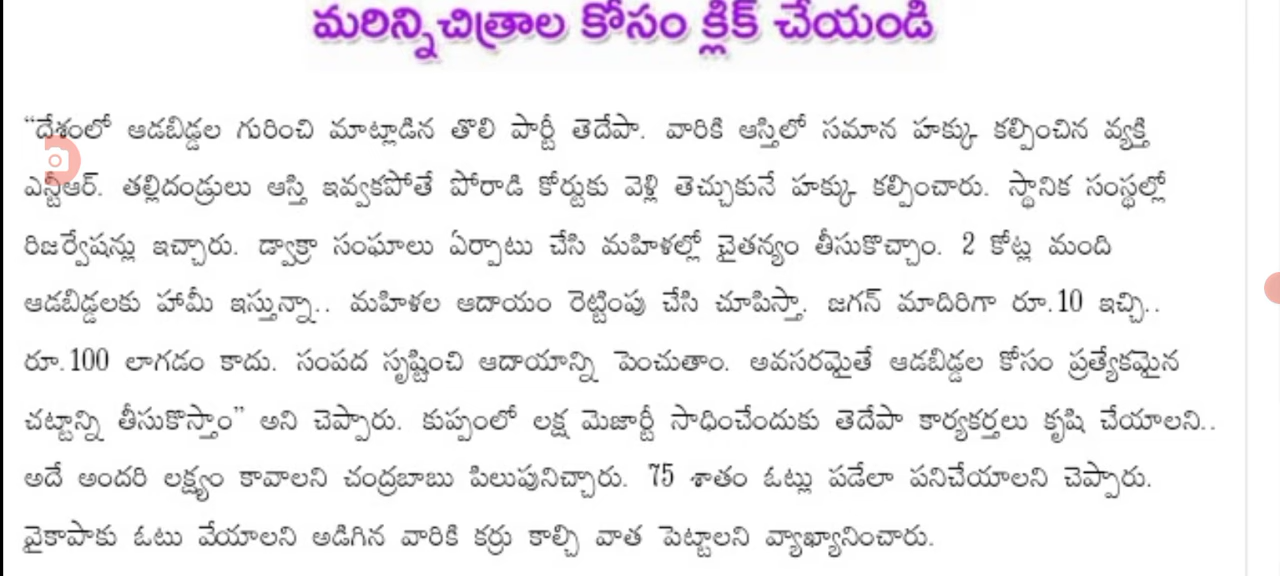 మరిన్ని చిత్రాల కోసం క్లిక్ చేయండి
“దేశంలో ఆడబిడ్డల గురించి మాట్లాడిన తొలి పార్టీ తెదేపా. వారికి ఆస్తిలో సమాన హక్కు కల్పించిన వ్యక్తి
ఎన్టీఆర్. తల్లిదండ్రులు ఆస్తి ఇవ్వకపోతే పోరాడి కోర్టుకు వెళ్లి తెచ్చుకునే హక్కు కల్పించారు. స్థానిక సంస్థల్లో
రిజర్వేషన్లు ఇచ్చారు. డ్వాక్రా సంఘాలు ఏర్పాటు చేసి మహిళల్లో చైతన్యం తీసుకొచ్చాం. 2 కోట్ల మంది
ఆడబిడ్డలకు హామీ ఇస్తున్నా.. మహిళల ఆదాయం రెట్టింపు చేసి చూపిస్తా. జగన్ మాదిరిగా రూ.10 ఇచ్చి..
రూ.100 లాగడం కాదు. సంపద సృష్టించి ఆదాయాన్ని పెంచుతాం. అవసరమైతే ఆడబిడ్డల కోసం ప్రత్యేకమైన
చట్టాన్ని తీసుకొస్తాం” అని చెప్పారు. కుప్పంలో లక్ష మెజార్టీ సాధించేందుకు తెదేపా కార్యకర్తలు కృషి చేయాలని..
అదే అందరి లక్ష్యం కావాలని చంద్రబాబు పిలుపునిచ్చారు. 75 శాతం ఓట్లు పడేలా పనిచేయాలని చెప్పారు.
వైకాపాకు ఓటు వేయాలని అడిగిన వారికి కర్రు కాల్చి వాత పెట్టాలని వ్యాఖ్యానించారు.